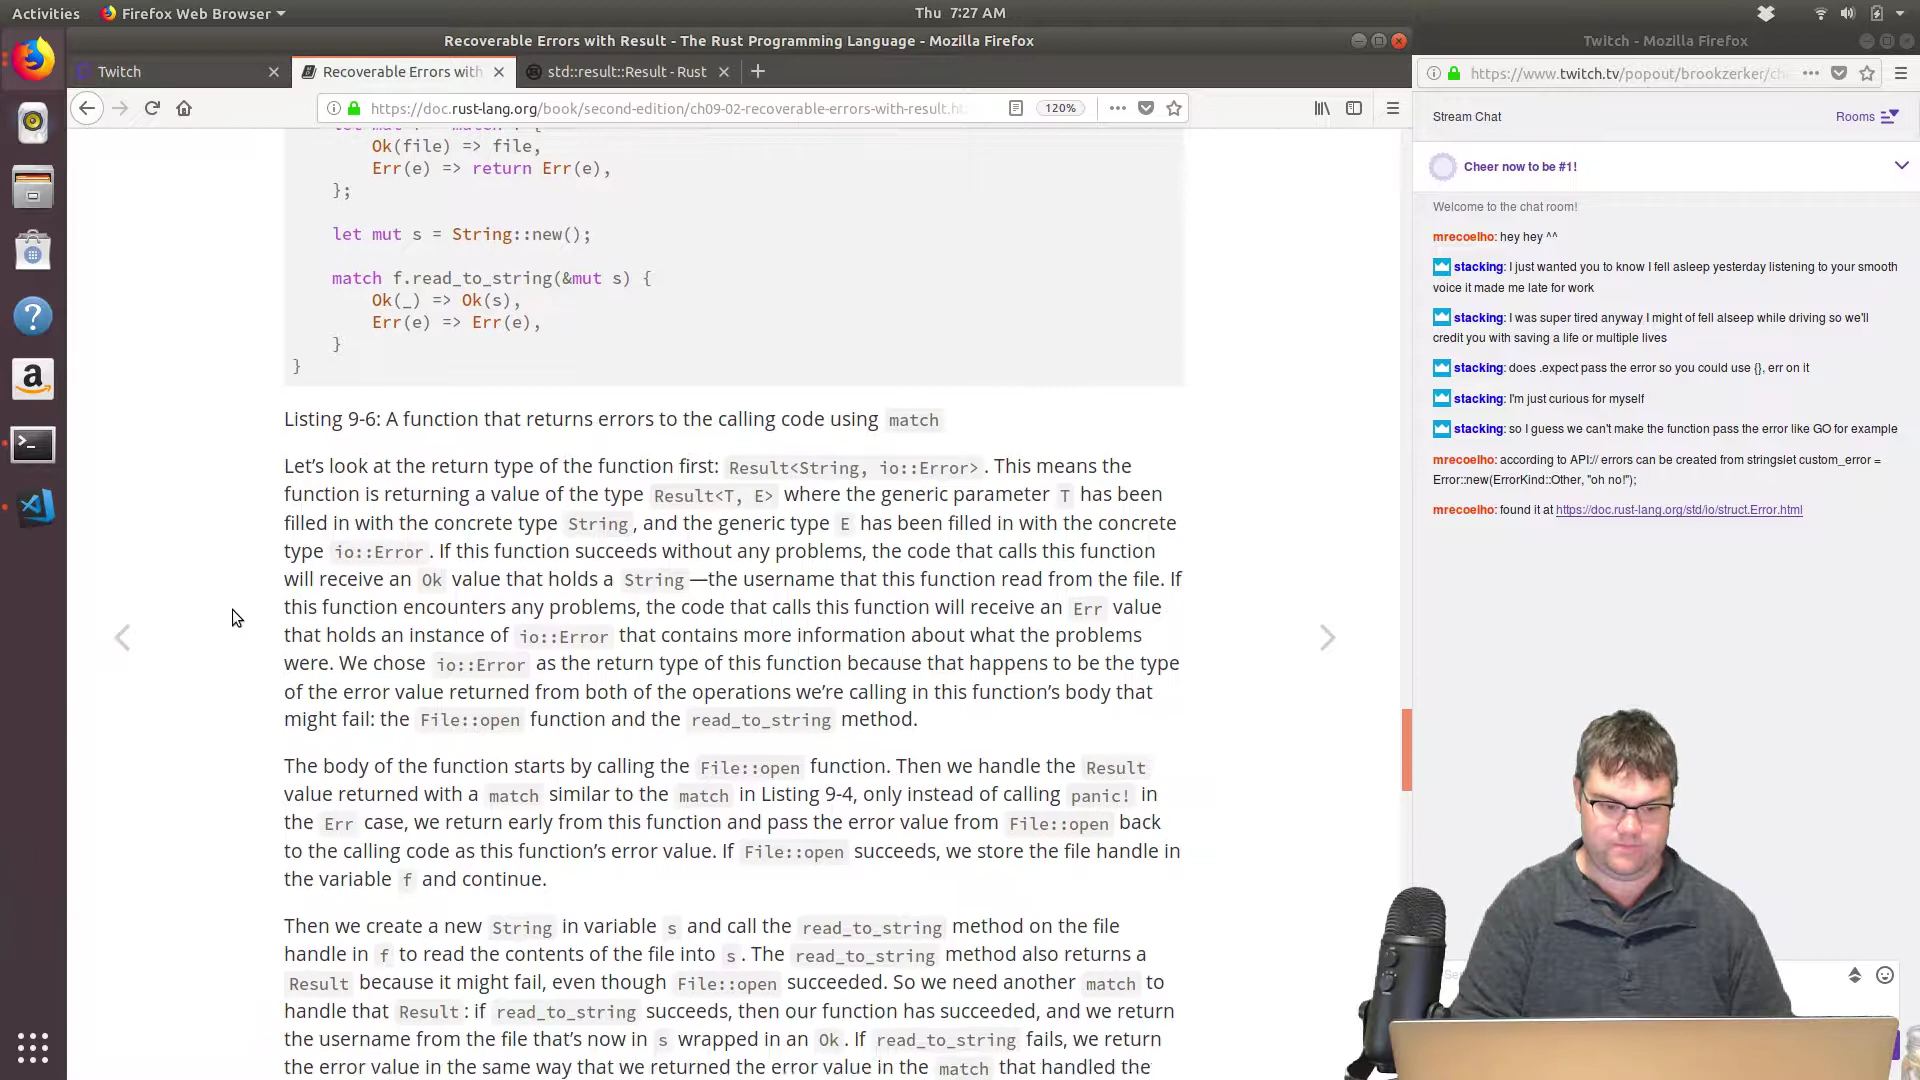 Activities
Firefox Web Browser
Thu 7:27 AM
Recoverable Errors with Result - The Rust Programming Language - Mozilla Firefox
Twitch - Mozilla Firefox
Twitch
Recoverable Errors with
std::result::Result - Rust
https://doc.rust-lang.org/book/second-edition/ch09-02-recoverable-errors-with-result.
120%
https://www.twitch.tv/popout/brookzerker/
Ok(file) => file,
Err(e) => return Err(e),
};
let mut s = String::new();
match f.read_to_string(&mut s) {
Ok(_) => Ok(s),
Err(e) => Err(e),
}
}
Listing 9-6: A function that returns errors to the calling code using match
Let’s look at the return type of the function first: Result<String, io::Error>. This means the
function is returning a value of the type Result<T, E> where the generic parameter T has been
filled in with the concrete type String, and the generic type E has been filled in with the concrete
type io::Error. If this function succeeds without any problems, the code that calls this function
will receive an Ok value that holds a String—the username that this function read from the file. If
this function encounters any problems, the code that calls this function will receive an Err value
that holds an instance of io::Error that contains more information about what the problems
were. We chose io::Error as the return type of this function because that happens to be the type
of the error value returned from both of the operations we’re calling in this function’s body that
might fail: the File::open function and the read_to_string method.
The body of the function starts by calling the File::open function. Then we handle the Result
value returned with a match similar to the match in Listing 9-4, only instead of calling panic! in
the Err case, we return early from this function and pass the error value from File::open back
to the calling code as this function’s error value. If File::open succeeds, we store the file handle in
the variable f and continue.
Then we create a new String in variable s and call the read_to_string method on the file
handle in f to read the contents of the file into s. The read_to_string method also returns a
Result because it might fail, even though File::open succeeded. So we need another match to
handle that Result: if read_to_string succeeds, then our function has succeeded, and we return
the username from the file that’s now in s wrapped in an Ok. If read_to_string fails, we return
the error value in the same way that we returned the error value in the match that handled the
Stream Chat
Rooms
Cheer now to be #1!
Welcome to the chat room!
mrecoelho: hey hey ^^
stacking: I just wanted you to know I fell asleep yesterday listening to your smooth
voice it made me late for work
stacking: I was super tired anyway I might of fell alseep while driving so we'll
credit you with saving a life or multiple lives
stacking: does .expect pass the error so you could use {}, err on it
stacking: I'm just curious for myself
stacking: so I guess we can't make the function pass the error like GO for example
mrecoelho: according to API:// errors can be created from stringslet custom_error =
Error::new(ErrorKind::Other, "oh no!");
mrecoelho: found it at https://doc.rust-lang.org/std/io/struct.Error.html